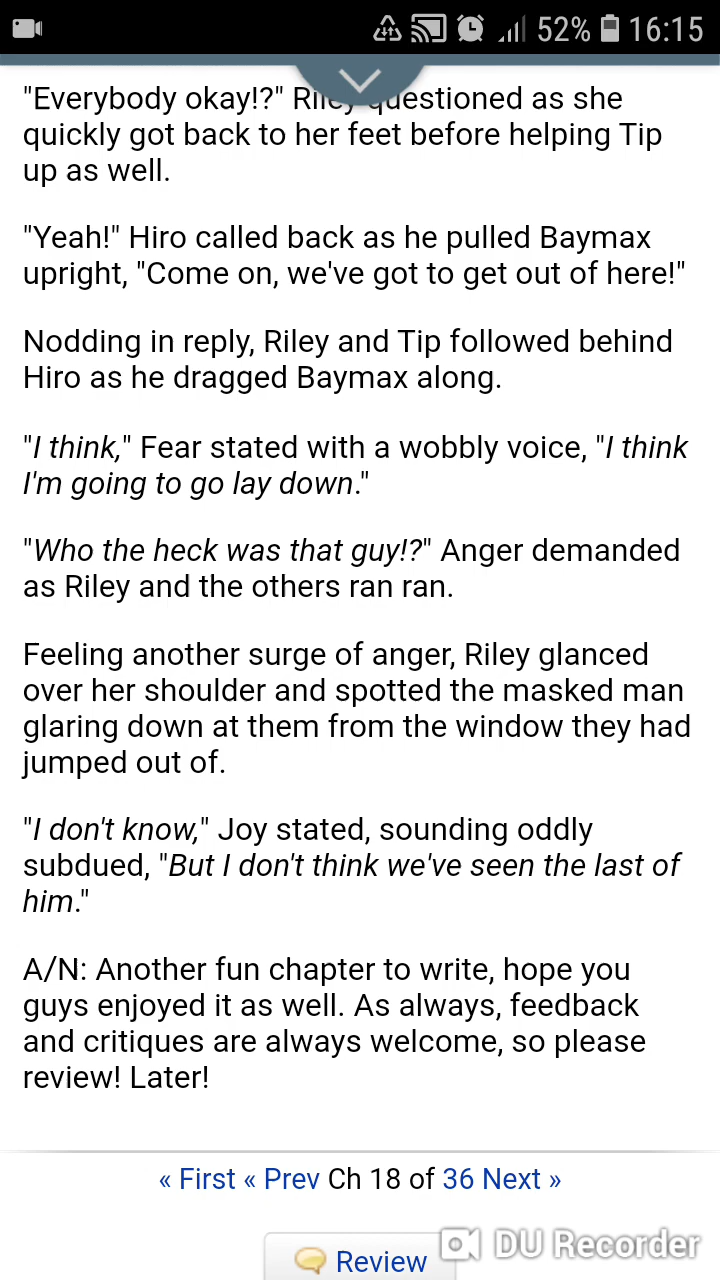 52% 16:15
"Everybody okay!?" Riley questioned as she
quickly got back to her feet before helping Tip
up as well.
"Yeah!" Hiro called back as he pulled Baymax
upright, "Come on, we've got to get out of here!"
Nodding in reply, Riley and Tip followed behind
Hiro as he dragged Baymax along.
"I think," Fear stated with a wobbly voice, "I think
I'm going to go lay down."
"Who the heck was that guy!?" Anger demanded
as Riley and the others ran ran.
Feeling another surge of anger, Riley glanced
over her shoulder and spotted the masked man
glaring down at them from the window they had
jumped out of.
"I don't know," Joy stated, sounding oddly
subdued, "But I don't think we've seen the last of
him."
A/N: Another fun chapter to write, hope you
guys enjoyed it as well. As always, feedback
and critiques are always welcome, so please
review! Later!
« First « Prev Ch 18 of 36 Next »
Review
DU Recorder